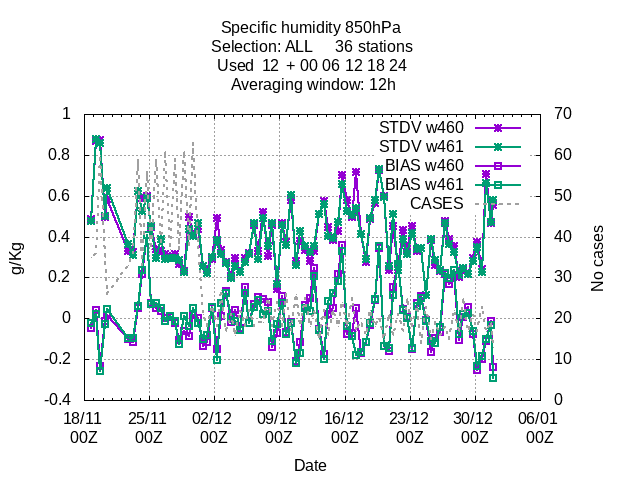 Specific humidity 850hPa
Selection: ALL 36 stations
Used 12 + 00 06 12 18 24
Averaging window: 12h
STDV w460
STDV w461
BIAS w460
BIAS w461
CASES
1
0.8
0.6
0.4
0.2
0
-0.2
-0.4
g/Kg
70
60
50
40
30
20
10
0
No cases
18/11 25/11 02/12 09/12 16/12 23/12 30/12 06/01
00Z 00Z 00Z 00Z 00Z 00Z 00Z 00Z
Date